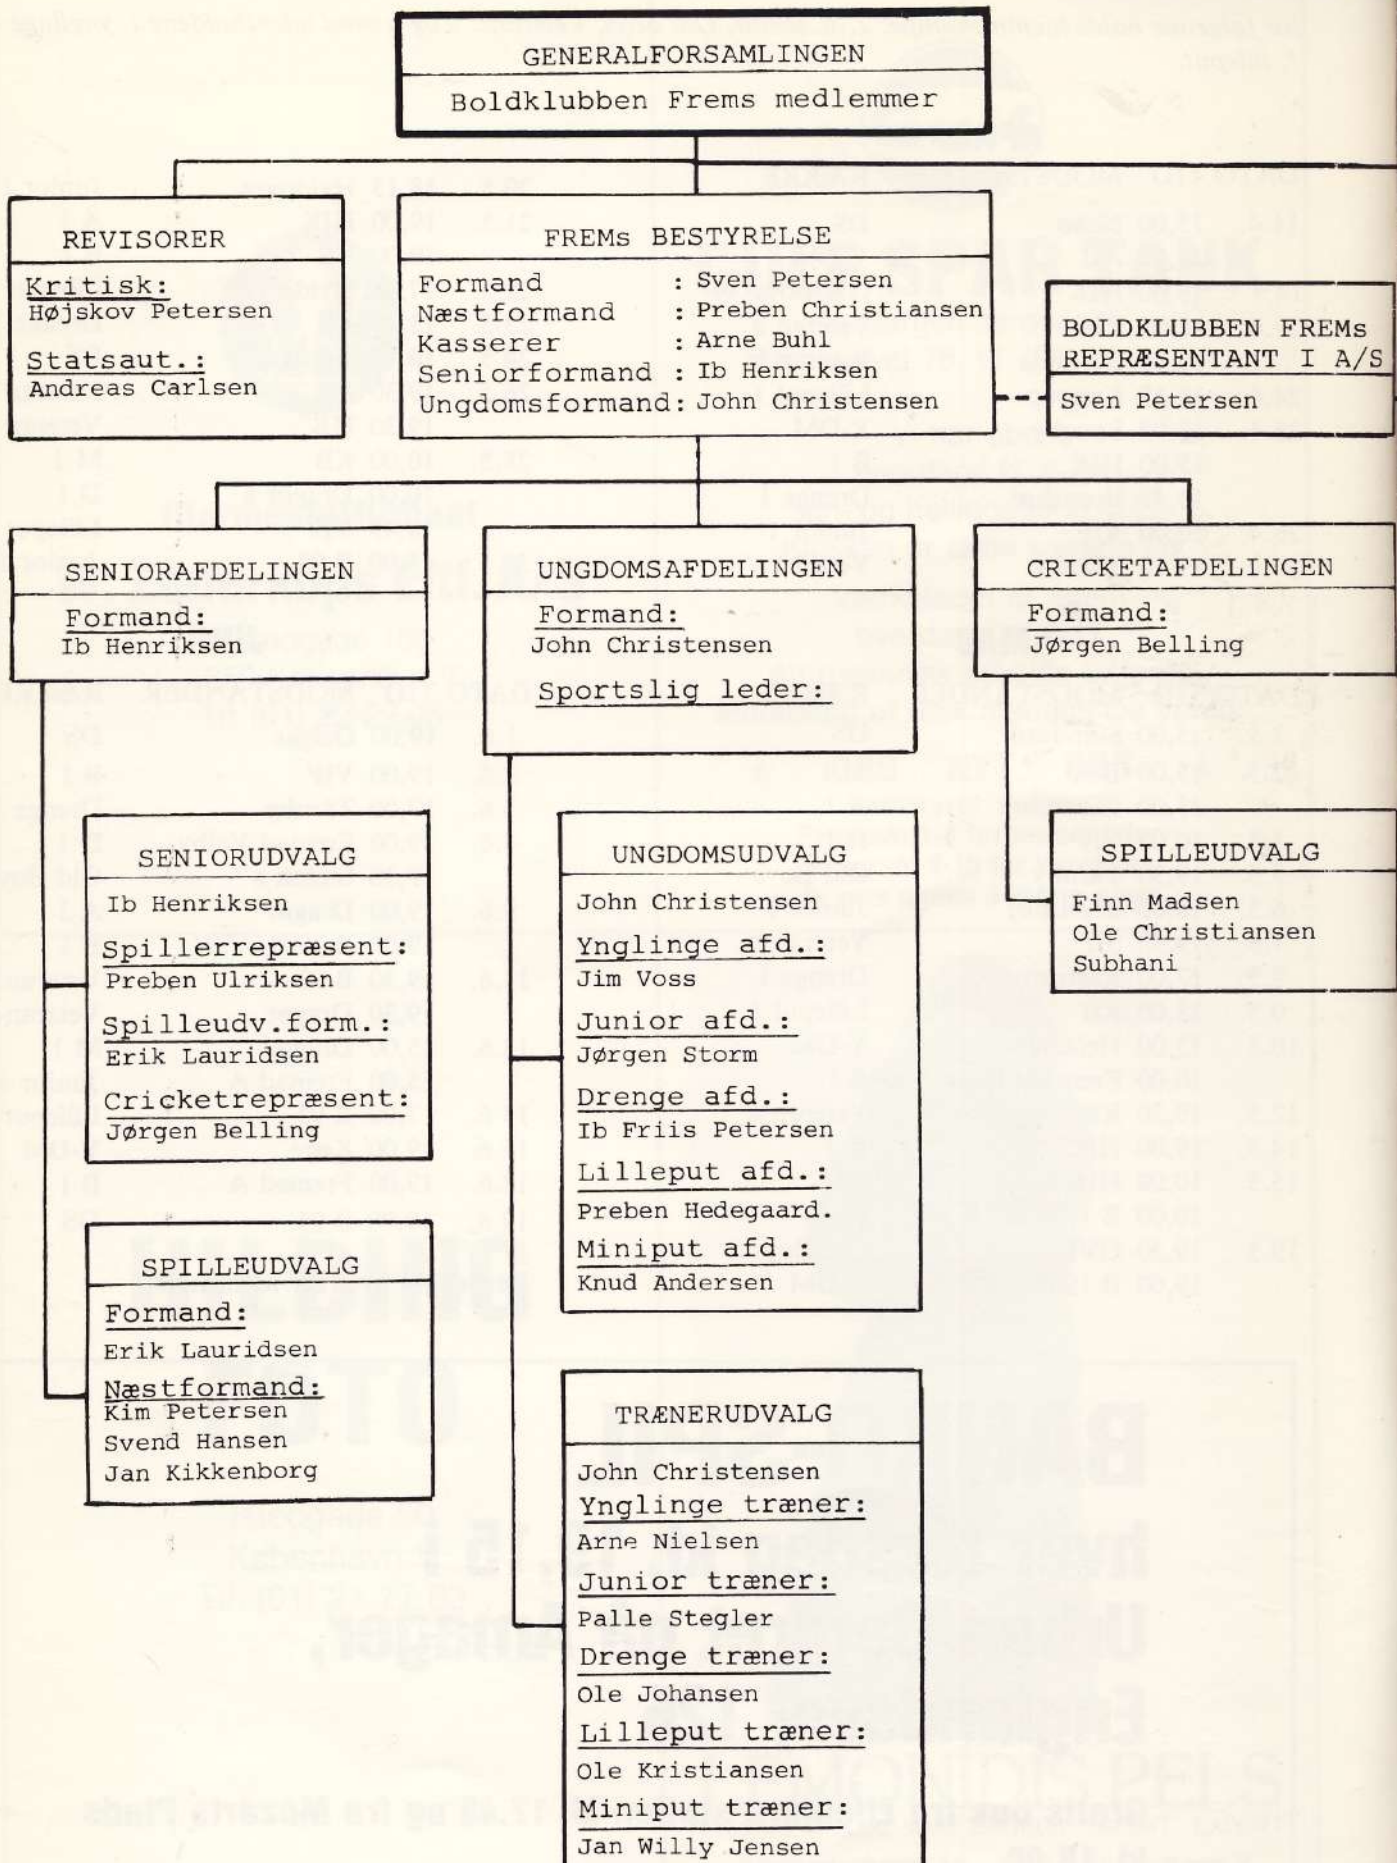 GENERALFORSAMLINGEN
Boldklubben Frems medlemmer
REVISORER
Kritisk:
Højskov Petersen
Statsaut.:
Andreas Carlsen
FREMs BESTYRELSE
Formand : Sven Petersen
Næstformand : Preben Christiansen
Kasserer : Arne Buhl
Seniorformand : Ib Henriksen
Ungdomsformand: John Christensen
BOLDKLUBBEN FREMs
REPRÆSENTANT I A/S
Sven Petersen
SENIORAFDELINGEN
Formand:
Ib Henriksen
UNGDOMSAFDELINGEN
Formand:
John Christensen
Sportslig leder:
CRICKETAFDELINGEN
Formand:
Jørgen Belling
SENIORUDVALG
Ib Henriksen
Spillerrepræsent:
Preben Ulriksen
Spilleudv.form.:
Erik Lauridsen
Cricketrepræsent:
Jørgen Belling
SPILLEUDVALG
Formand:
Erik Lauridsen
Næstformand:
Kim Petersen
Svend Hansen
Jan Kikkenborg
UNGDOMSUDVALG
John Christensen
Ynglinge afd.:
Jim Voss
Junior afd.:
Jørgen Storm
Drenge afd.:
Ib Friis Petersen
Lilleput afd.:
Preben Hedegaard.
Miniput afd.:
Knud Andersen
TRÆNERUDVALG
John Christensen
Ynglinge træner:
Arne Nielsen
Junior træner:
Palle Stegler
Drenge træner:
Ole Johansen
Lilleput træner:
Ole Kristiansen
Miniput træner:
Jan Willy Jensen
SPILLEUDVALG
Finn Madsen
Ole Christiansen
Subhani